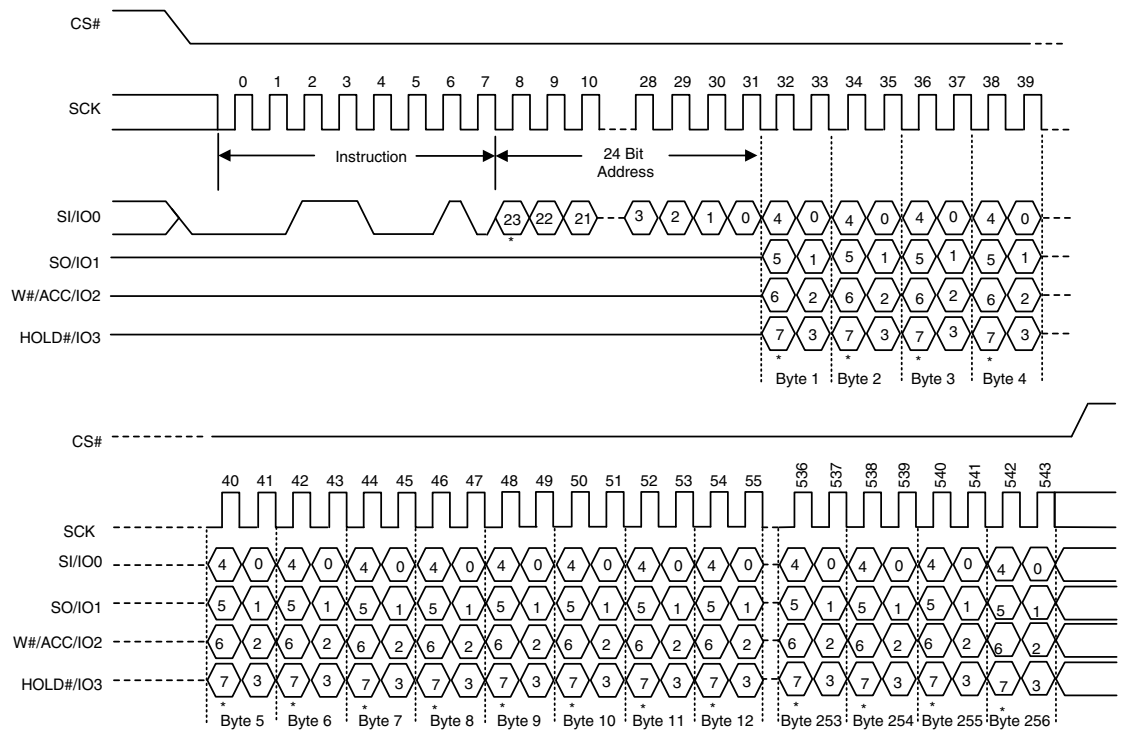 CS#
0 1 2 3 4 5 6 7 8 9 10 28 29 30 31 32 33 34 35 36 37 38 39
SCK
Instruction
24 Bit
Address
SI/IO0
23 22 21 3 2 1 0 4 0 4 0 4 0 4 0
*
SO/IO1
5 1 5 1 5 1 5 1
W#/ACC/IO2
6 2 6 2 6 2 6 2
HOLD#/IO3
7 3 7 3 7 3 7 3
* * * *
Byte 1 Byte 2 Byte 3 Byte 4
CS#
40 41 42 43 44 45 46 47 48 49 50 51 52 53 54 55 536 537 538 539 540 541 542 543
SCK
SI/IO0
4 0 4 0 4 0 4 0 4 0 4 0 4 0 4 0 4 0 4 0 4 0 4 0
SO/IO1
5 1 5 1 5 1 5 1 5 1 5 1 5 1 5 1 5 1 5 1 5 1 5 1
W#/ACC/IO2
6 2 6 2 6 2 6 2 6 2 6 2 6 2 6 2 6 2 6 2 6 2 6 2
HOLD#/IO3
7 3 7 3 7 3 7 3 7 3 7 3 7 3 7 3 7 3 7 3 7 3 7 3
* * * * * * * * * * * *
Byte 5 Byte 6 Byte 7 Byte 8 Byte 9 Byte 10 Byte 11 Byte 12 Byte 253 Byte 254 Byte 255 Byte 256